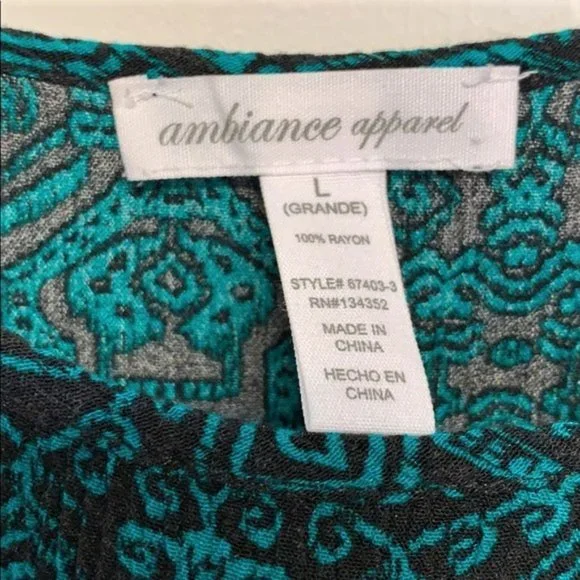 ambiance apparel
L
(GRANDE)
100% RAYON
STYLE# 67403-3
RN#134352
MADE IN
CHINA
HECHO EN
CHINA